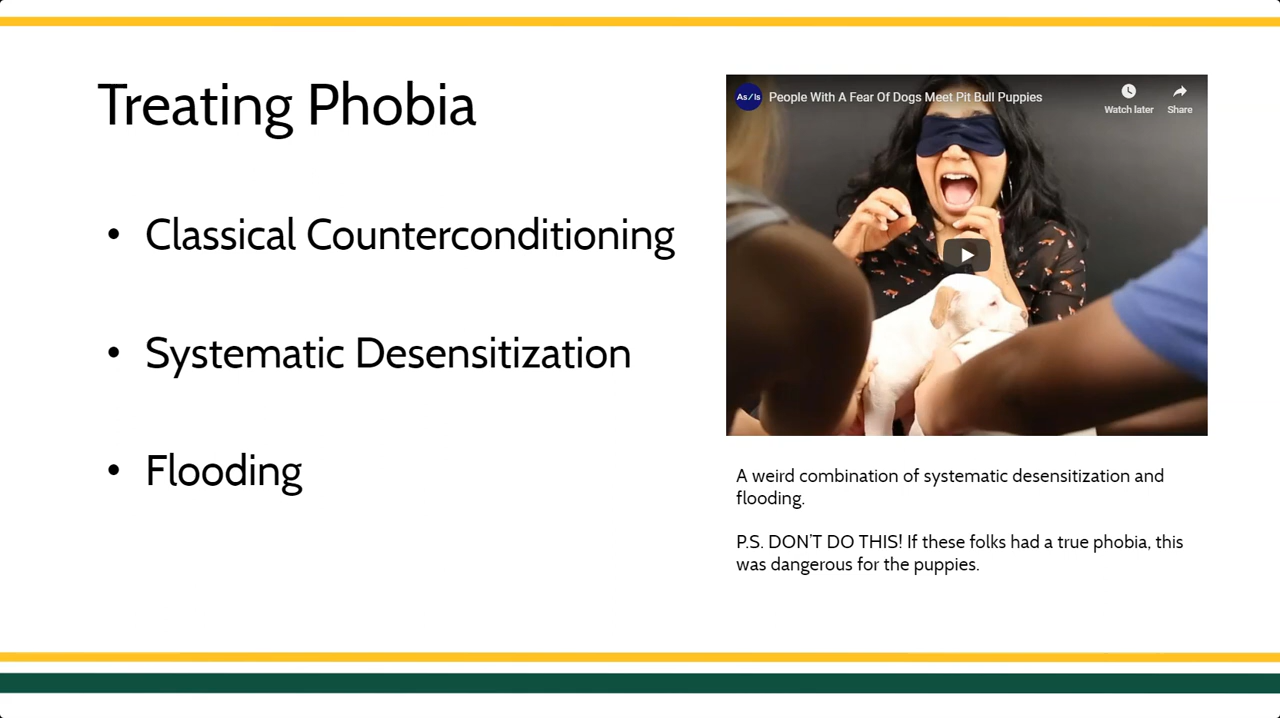 Treating Phobia
• Classical Counterconditioning
• Systematic Desensitization
• Flooding
As/Is
People With A Fear Of Dogs Meet Pit Bull Puppies
Watch later
Share
A weird combination of systematic desensitization and
flooding.
P.S. DON'T DO THIS! If these folks had a true phobia, this
was dangerous for the puppies.